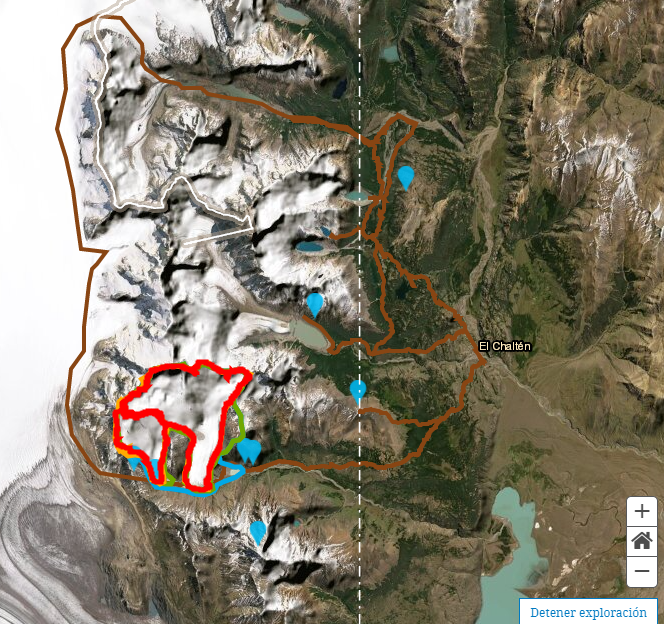 El Chaltén
+
−
Detener exploración